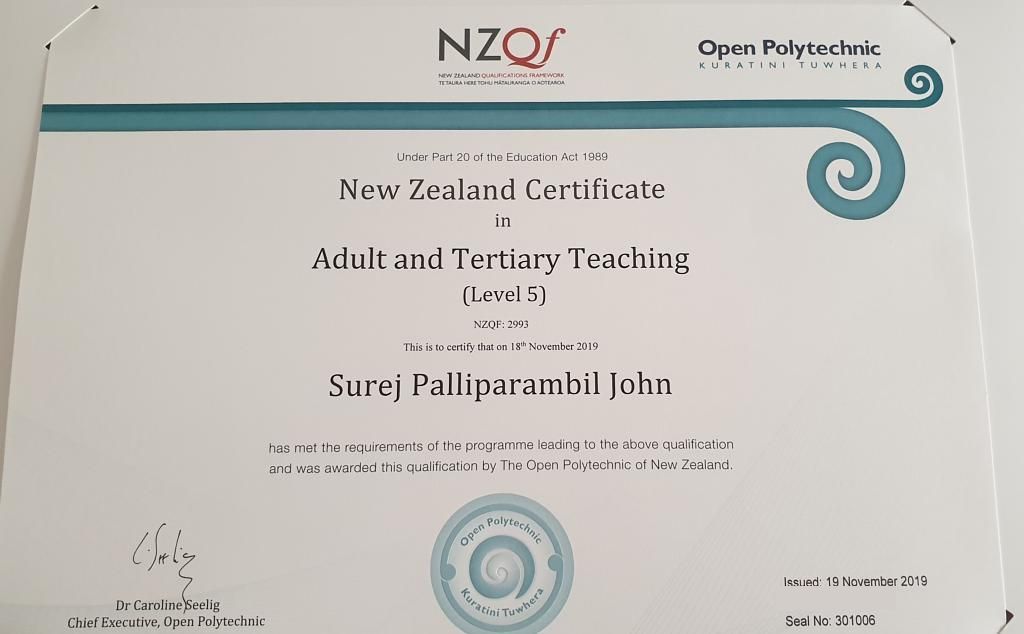 NZQf
NEW ZEALAND QUALIFICATIONS FRAMEWORK
TE TAURA HERE TOHU MĀTAURANGA O AOTEAROA
Open Polytechnic
KURATINI TUWHERA
Under Part 20 of the Education Act 1989
New Zealand Certificate
in
Adult and Tertiary Teaching
(Level 5)
NZQF: 2993
This is to certify that on 18th November 2019
Surej Palliparambil John
has met the requirements of the programme leading to the above qualification
and was awarded this qualification by The Open Polytechnic of New Zealand.
Open Polytechnic
Kuratini Tuwhera
Dr Caroline Seelig
Chief Executive, Open Polytechnic
Issued: 19 November 2019
Seal No: 301006